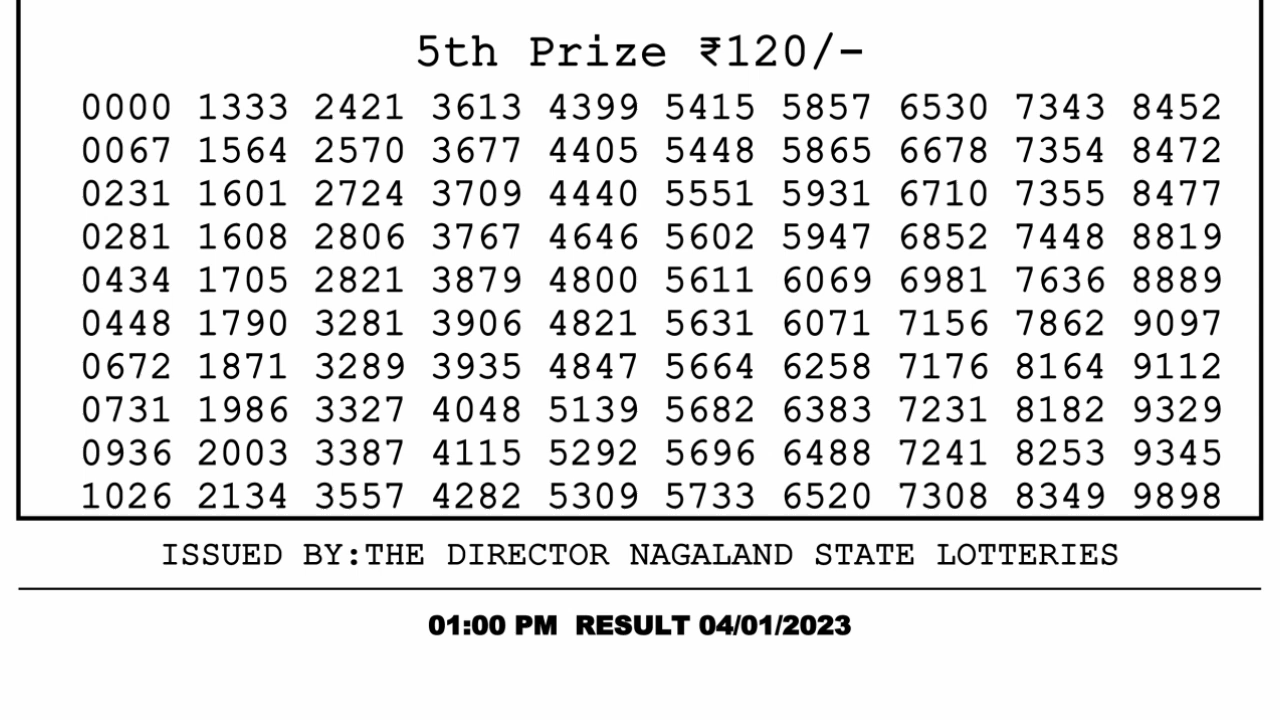 5th Prize ₹120/-
0000 1333 2421 3613 4399 5415 5857 6530 7343 8452
0067 1564 2570 3677 4405 5448 5865 6678 7354 8472
0231 1601 2724 3709 4440 5551 5931 6710 7355 8477
0281 1608 2806 3767 4646 5602 5947 6852 7448 8819
0434 1705 2821 3879 4800 5611 6069 6981 7636 8889
0448 1790 3281 3906 4821 5631 6071 7156 7862 9097
0672 1871 3289 3935 4847 5664 6258 7176 8164 9112
0731 1986 3327 4048 5139 5682 6383 7231 8182 9329
0936 2003 3387 4115 5292 5696 6488 7241 8253 9345
1026 2134 3557 4282 5309 5733 6520 7308 8349 9898
ISSUED BY:THE DIRECTOR NAGALAND STATE LOTTERIES
01:00 PM RESULT 04/01/2023